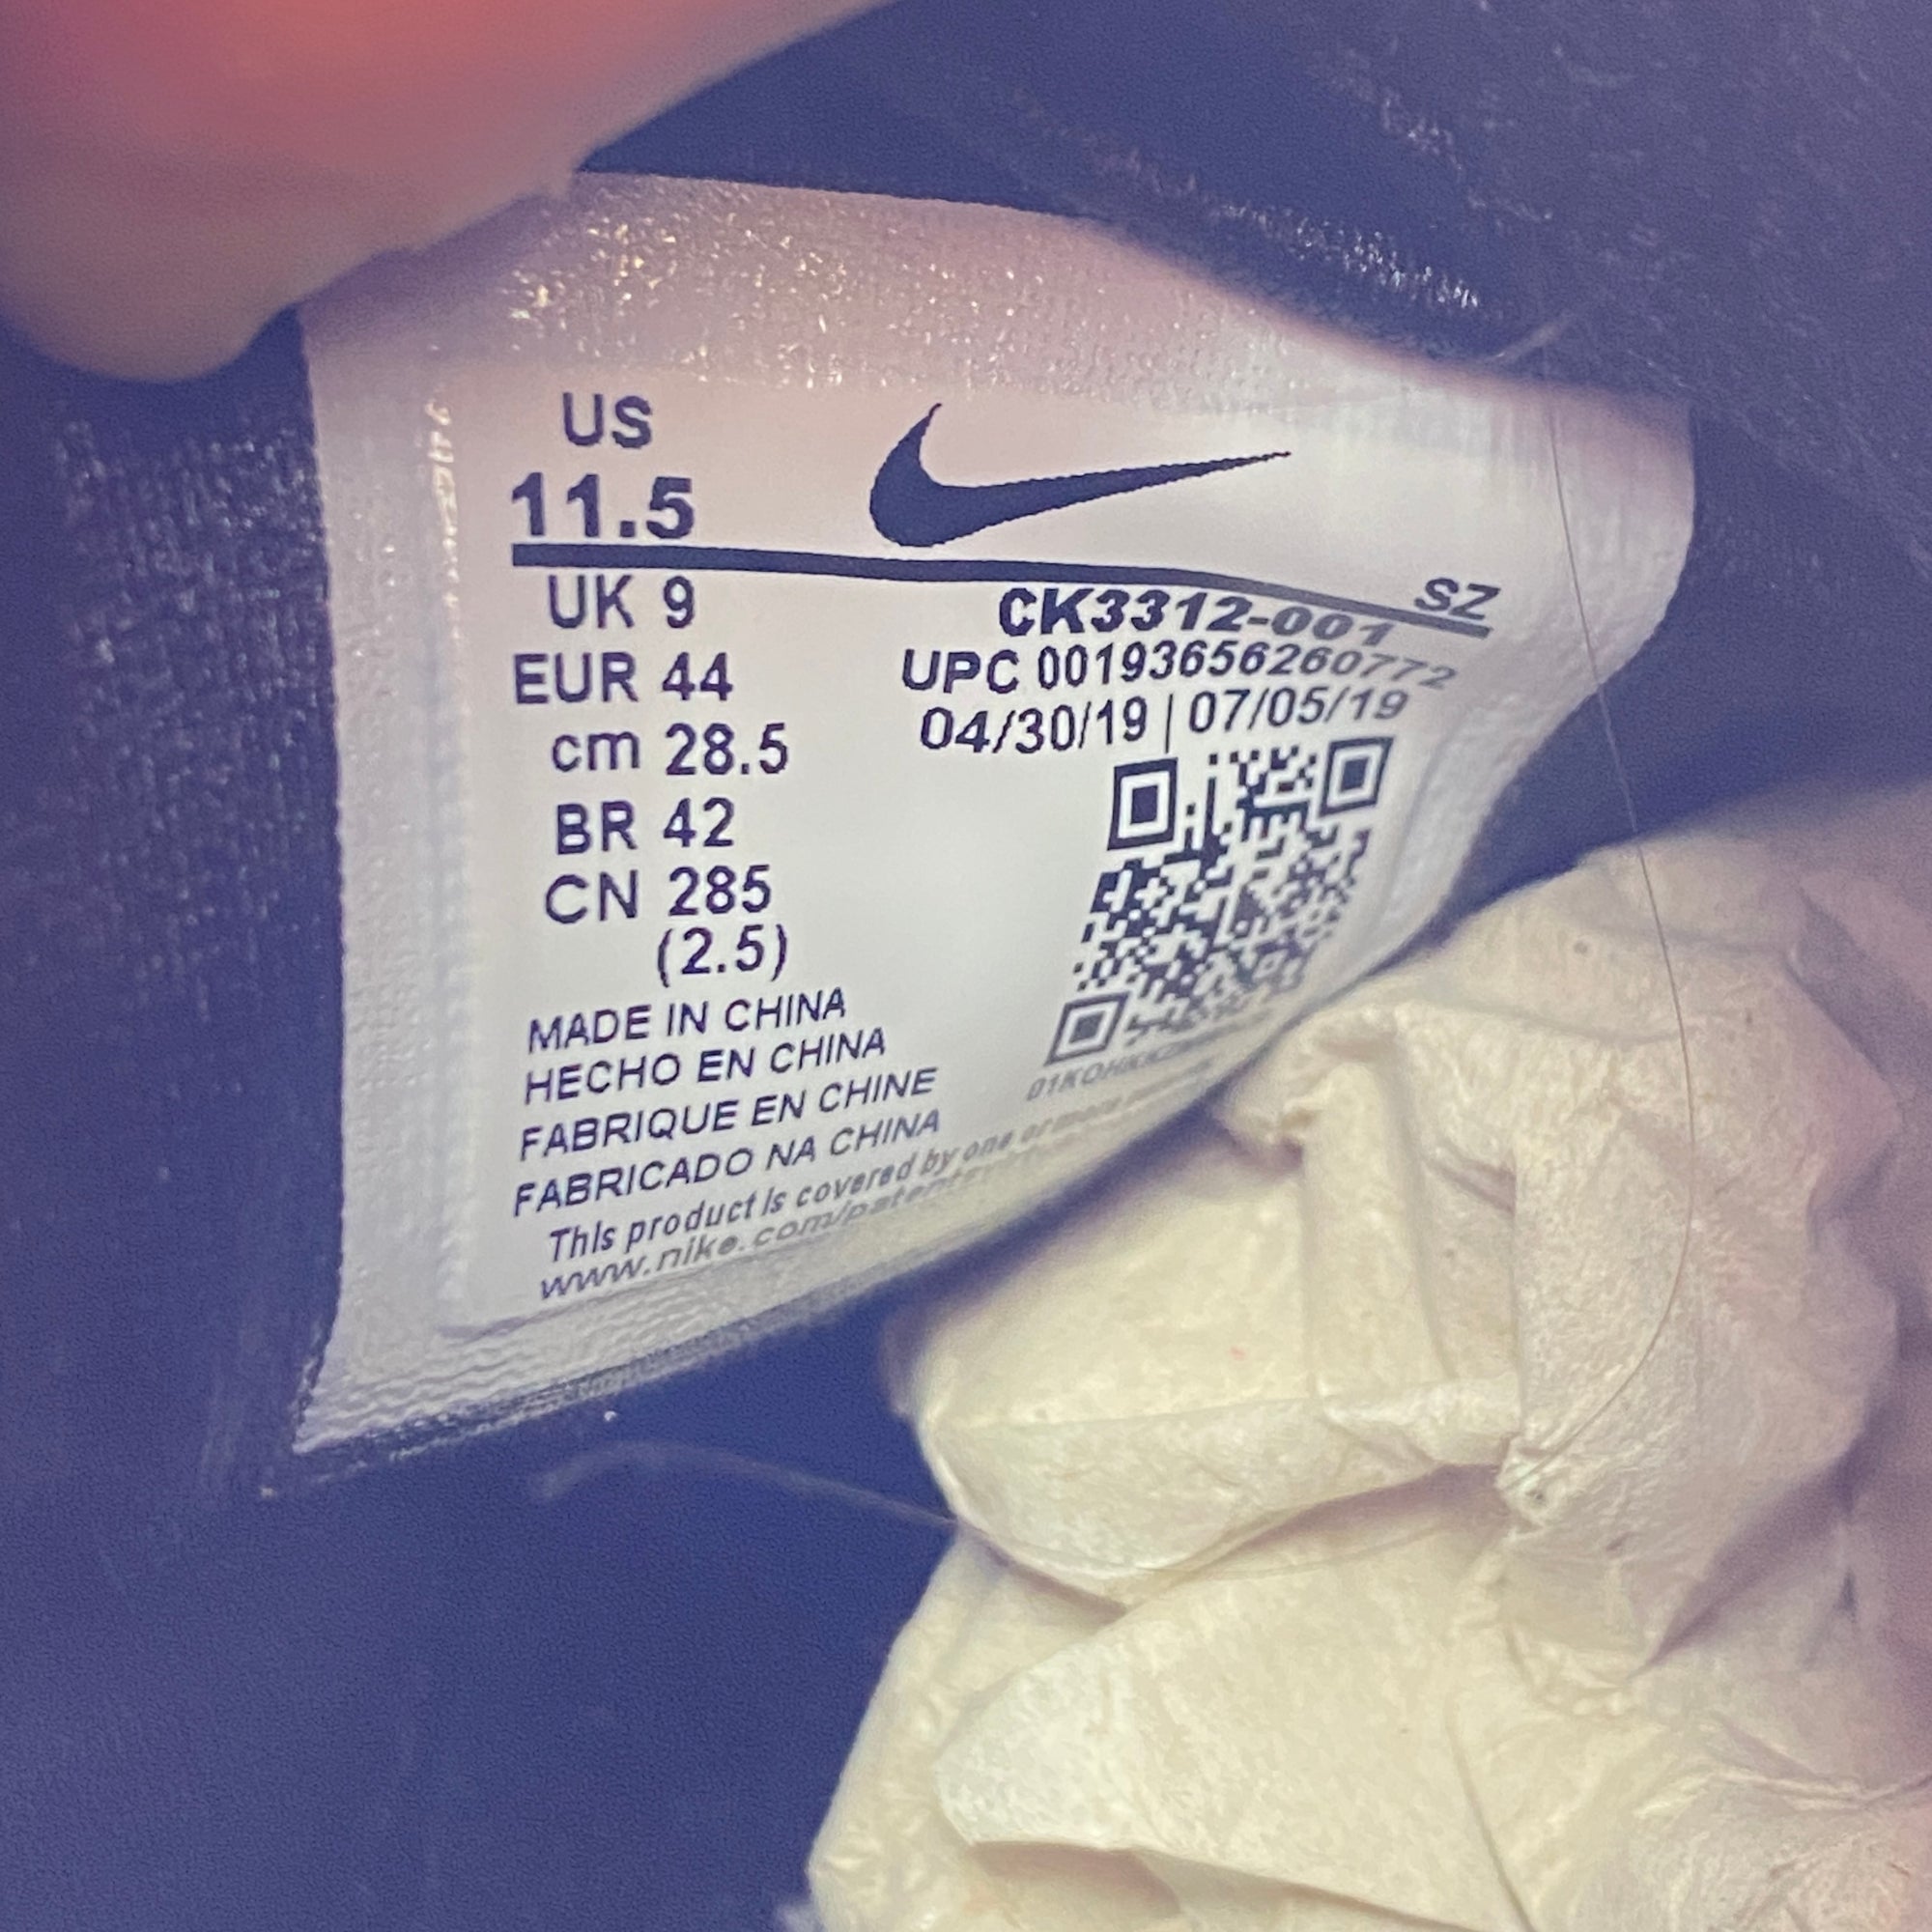 US
11.5
SZ
UK 9
CK3312-001
EUR 44
UPC 00193656260772
cm 28.5
04/30/19 | 07/05/19
BR 42
CN 285
(2.5)
MADE IN CHINA
HECHO EN CHINA
FABRIQUE EN CHINE
FABRICADO NA CHINA
This product is covered by one or more
www.nike.com/patents